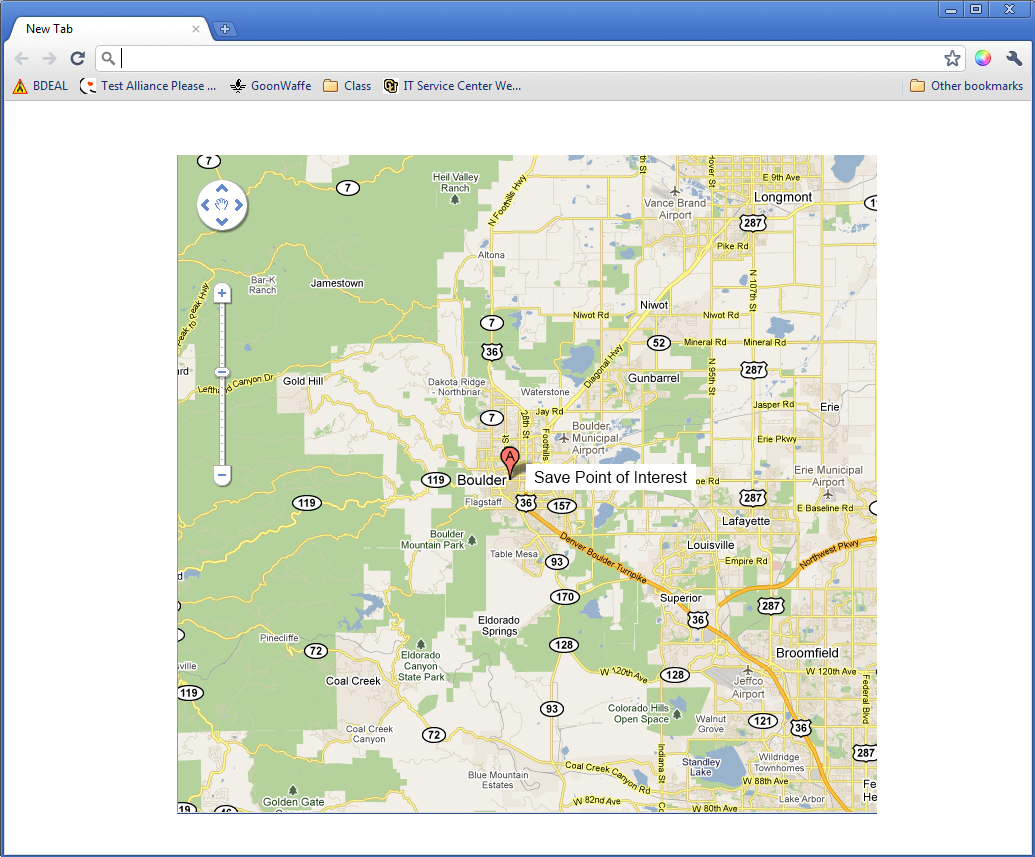 New Tab
BDEAL
Test Alliance Please ...
GoonWaffe
Class
IT Service Center We...
Other bookmarks
7
7
Heil Valley
Ranch
N Foothills Hwy
Hover St
E 9th Ave
Longmont
Vance Brand
Airport
287
Pike Rd
Altona
Bar-K
Ranch
Jamestown
N 107th St
Niwot
Niwot Rd
Niwot Rd
7
36
52
Mineral Rd
Mineral Rd
Peak to Peak Hwy
N 95th St
287
Diagonal Hwy
Lefthand Canyon Dr
Gold Hill
Dakota Ridge
- Northbriar
Waterstone
Gunbarrel
Jay Rd
Jasper Rd
Erie
7
28th St
Foothills
Boulder
Municipal
Airport
Erie Pkwy
A
Save Point of Interest
Erie Municipal
Airport
119
Boulder
oe Rd
Flagstaff
36
157
287
E Baseline Rd
119
Lafayette
Boulder
Mountain Park
Denver Boulder Turnpike
Louisville
Northwest Pkwy
Table Mesa
93
Empire Rd
170
Superior
287
36
Eldorado
Springs
Pinecliffe
72
128
Broomfield
Eldorado
Canyon
State Park
sville
W 120th Ave
128
W 120th Ave
Jeffco
Airport
Coal Creek
119
Federal Blvd
93
Colorado Hills
Open Space
Walnut
Grove
121
36
Coal Creek
Canyon
72
Indiana St
287
Standley
Lake
Wildridge
Townhomes
Blue Mountain
Estates
Coal Creek Canyon Rd
W 88th Ave
Golden Gate
W 82nd Ave
Lake Arbor
W 80th Ave
19
46